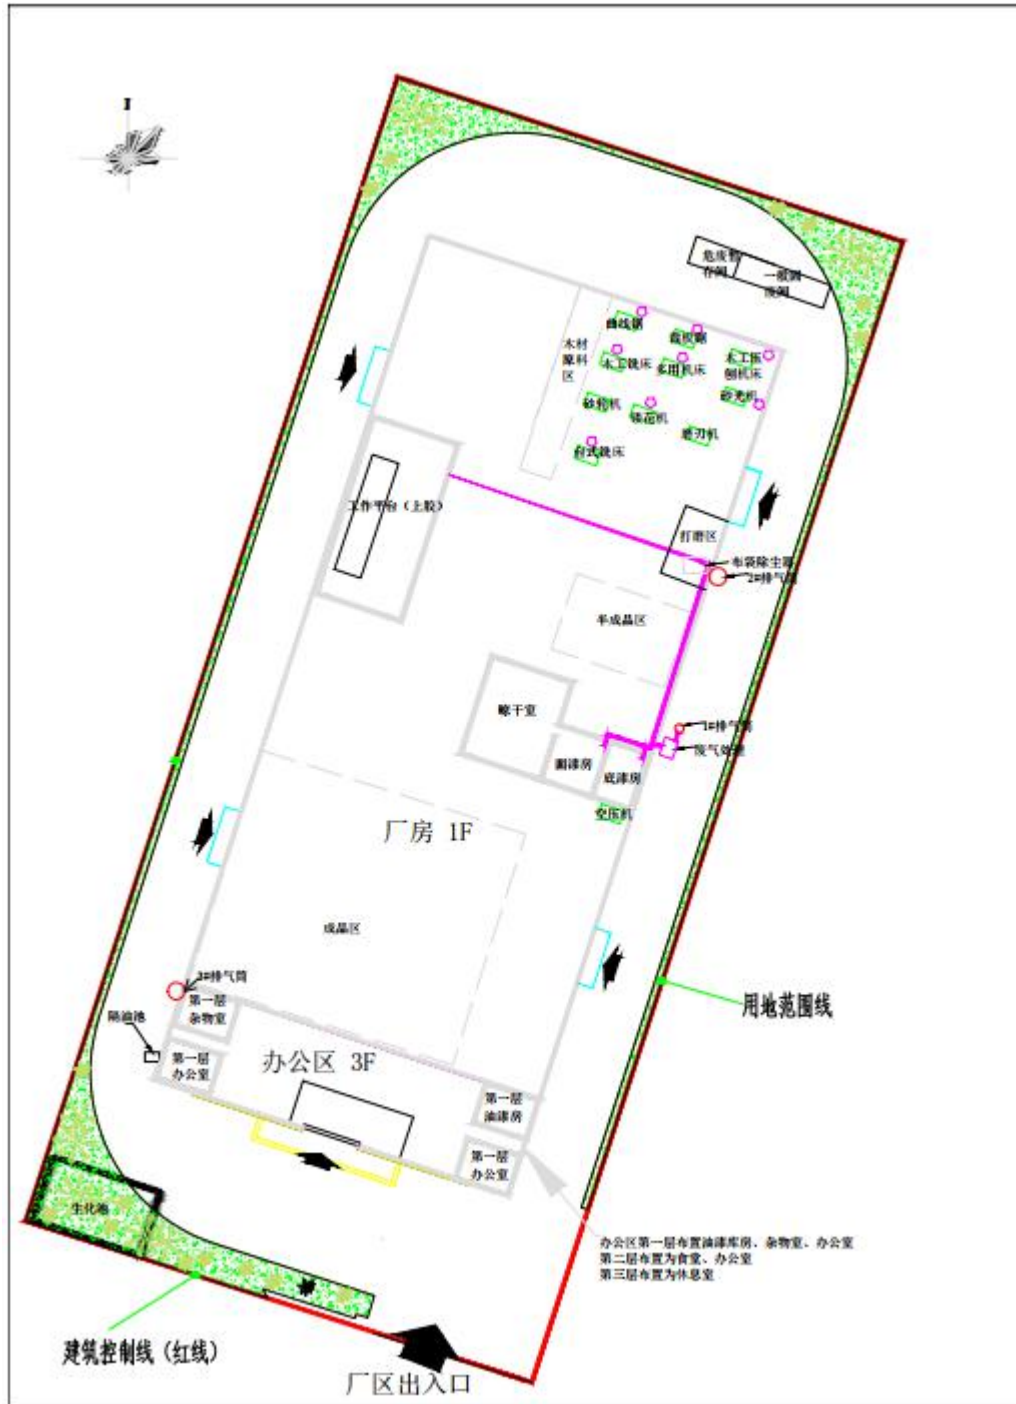 危废暂
存间
一般固
废间
曲线锯
裁板锯
木材
原料
区
木工铣床
多用机床
木工压
刨机床
砂轮机
镂花机
砂光机
磨刃机
台式铣床
工作平台（上胶）
打磨区
布袋除尘器
2#排气筒
半成品区
晾干室
1#排气筒
废气处理
面漆房
底漆房
空压机
厂房 1F
成品区
3#排气筒
第一层
杂物室
隔油池
第一层
办公室
办公区 3F
第一层
油漆房
第一层
办公室
用地范围线
生化池
办公区第一层布置油漆库房、杂物室、办公室
第二层布置为食堂、办公室
第三层布置为休息室
建筑控制线（红线）
厂区出入口